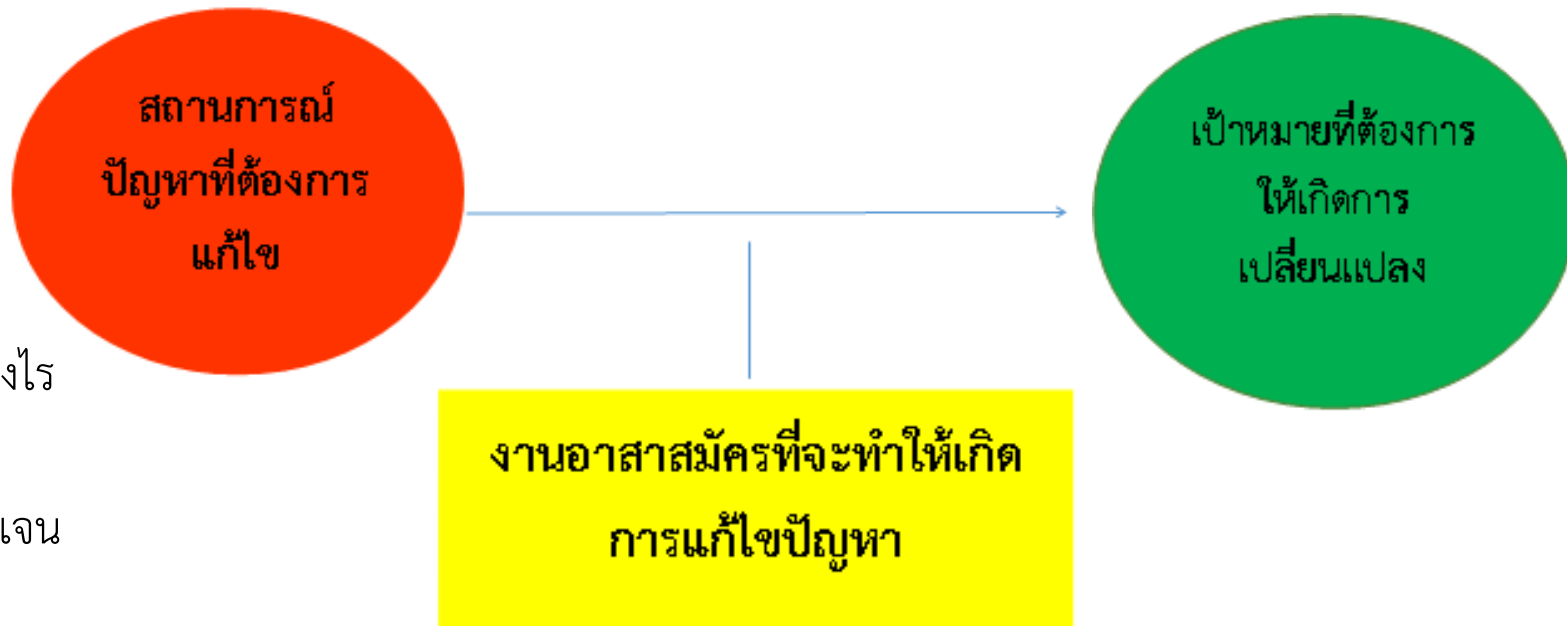 สถานการณ์
ปัญหาที่ต้องการ
แก้ไข
เป้าหมายที่ต้องการ
ให้เกิดการ
เปลี่ยนแปลง
งไร
งานอาสาสมัครที่จะทำให้เกิด
การแก้ไขปัญหา
เจน